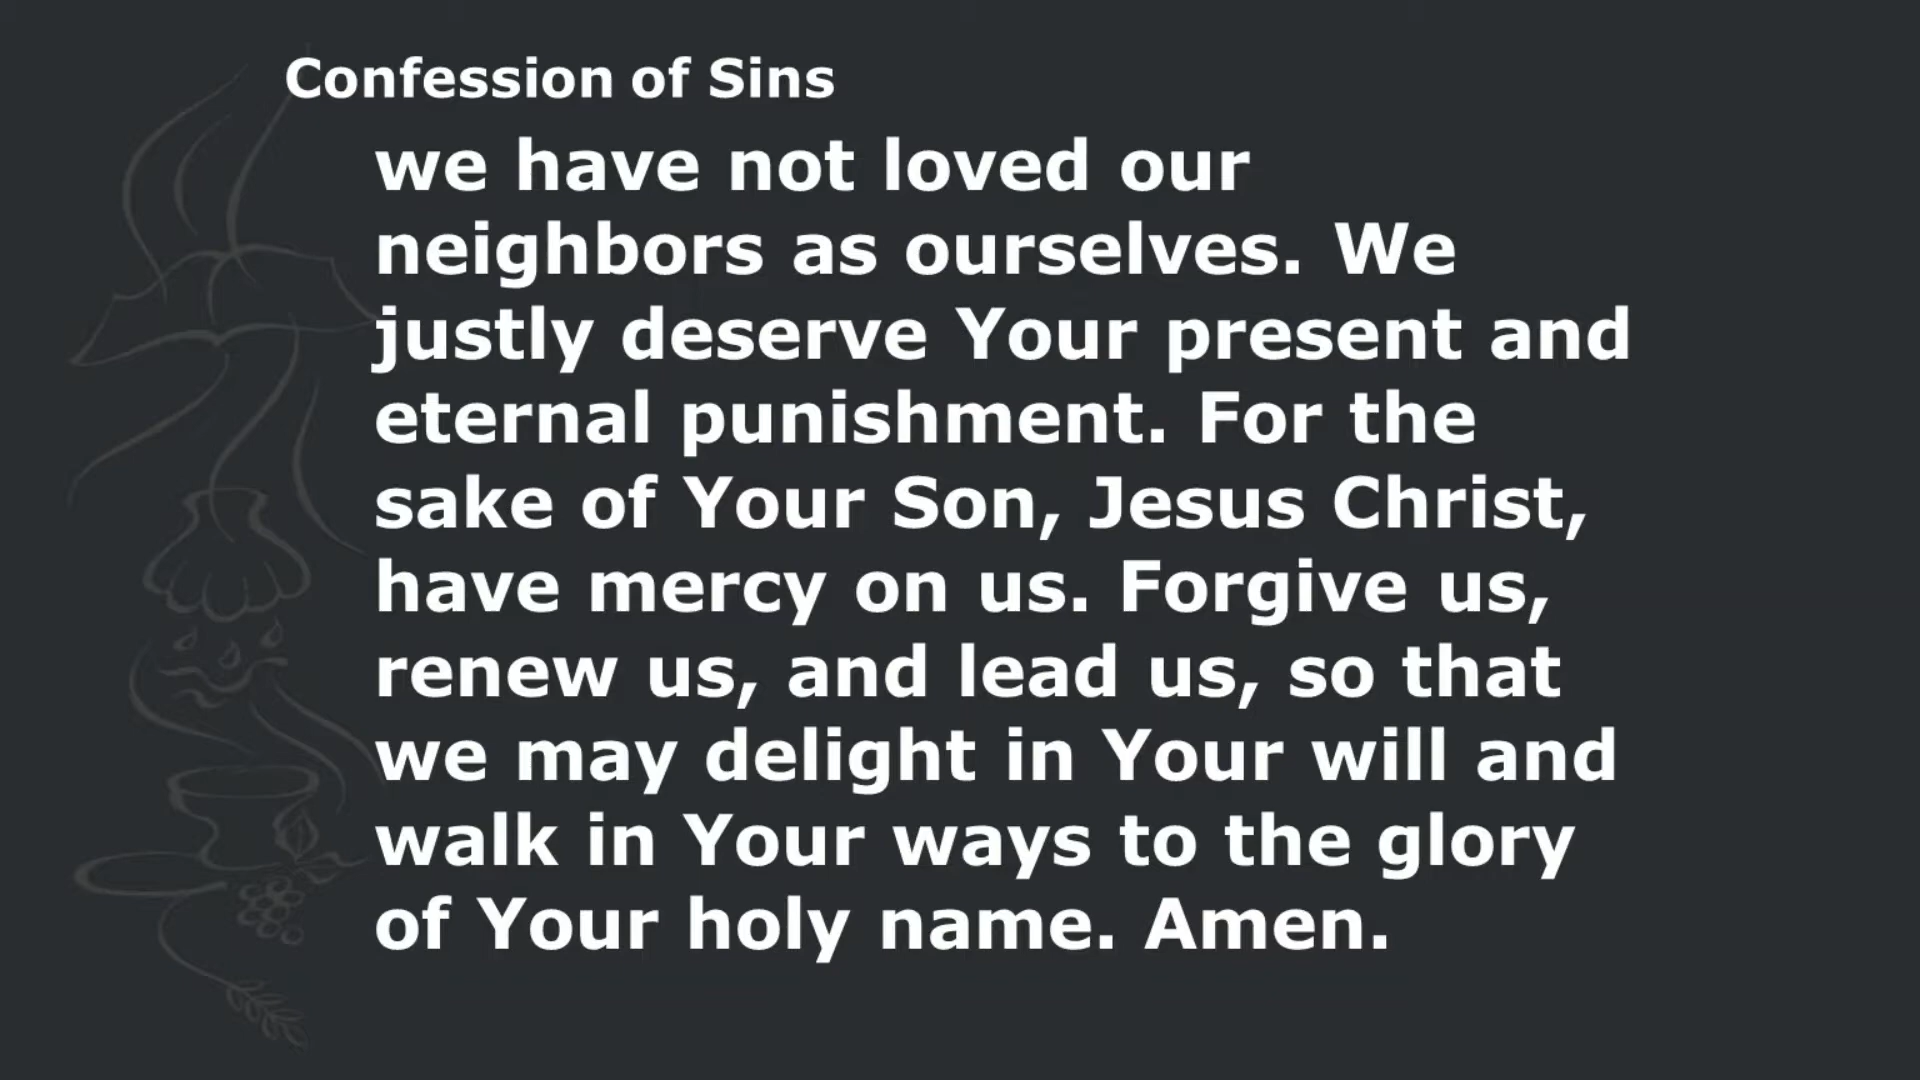 Confession of Sins
we have not loved our
neighbors as ourselves. We
justly deserve Your present and
eternal punishment. For the
sake of Your Son, Jesus Christ,
have mercy on us. Forgive us,
renew us, and lead us, so that
we may delight in Your will and
walk in Your ways to the glory
of Your holy name. Amen.